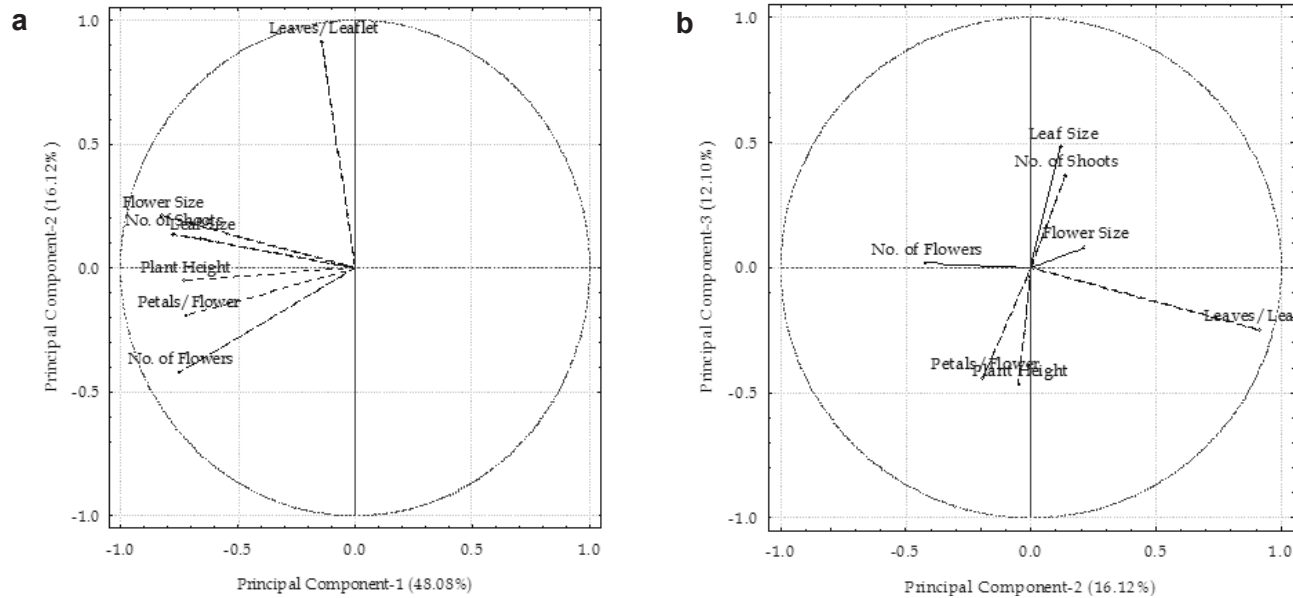 a
1.0
0.5
0.0
-0.5
-1.0
Principal Component-2 (16.12%)
Leaves/Leaflet
Flower Size
No. of Shoots
Leaf Size
Plant Height
Petals/Flower
No. of Flowers
-1.0 -0.5 0.0 0.5 1.0
Principal Component-1 (48.08%)
b
1.0
0.5
0.0
-0.5
-1.0
Principal Component-3 (12.10%)
Leaf Size
No. of Shoots
Flower Size
No. of Flowers
Leaves/Lea
Petals/Flower
Plant Height
-1.0 -0.5 0.0 0.5 1.0
Principal Component-2 (16.12%)